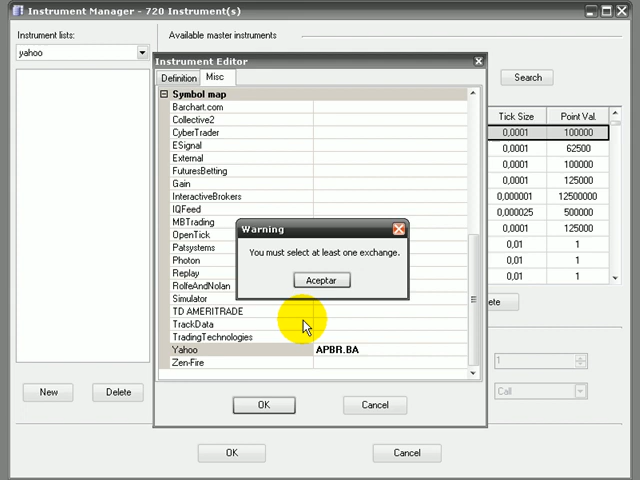 Instrument Manager - 720 Instrument(s)
Instrument lists:
Available master instruments
yahoo
Instrument Editor
Definition
Misc
Search
Symbol map
Barchart.com
Collective2
CyberTrader
ESignal
External
FuturesBetting
Gain
InteractiveBrokers
IQFeed
MBTrading
OpenTick
Patsystems
Photon
Replay
RolfeAndNolan
Simulator
TD AMERITRADE
TrackData
TradingTechnologies
Yahoo APBR.BA
Zen-Fire
Tick Size Point Val.
0,0001 100000
0,0001 62500
0,0001 100000
0,0001 125000
0,000001 12500000
0,000025 500000
0,0001 125000
0,01 1
0,01 1
0,01 1
Warning
You must select at least one exchange.
Aceptar
ete
1
Call
New
Delete
OK
Cancel
OK
Cancel